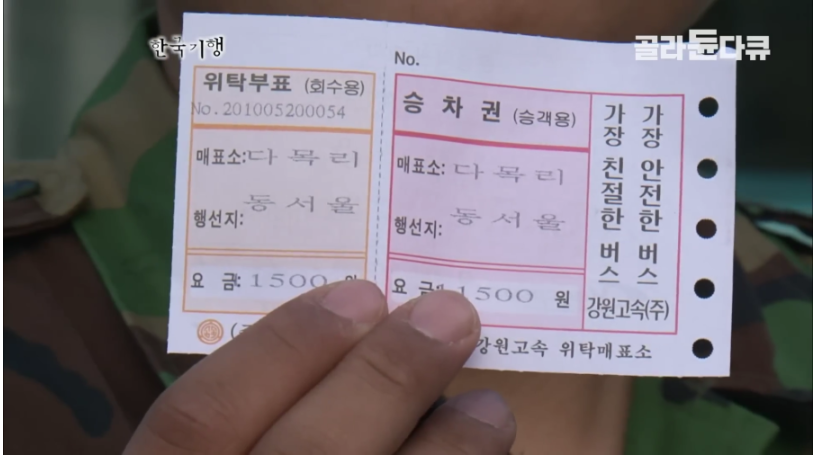 한국기행
골라듄다큐
위탁부표 (회수용)
No.201005200054
매표소:다목리
행선지:동서울
요 금:1500 원
No.
승 차 권 (승객용)
매표소:다목리
행선지:동서울
요 금:1500 원
가장 안전한 버스
가장 친절한 버스
강원고속(주)
강원고속 위탁매표소